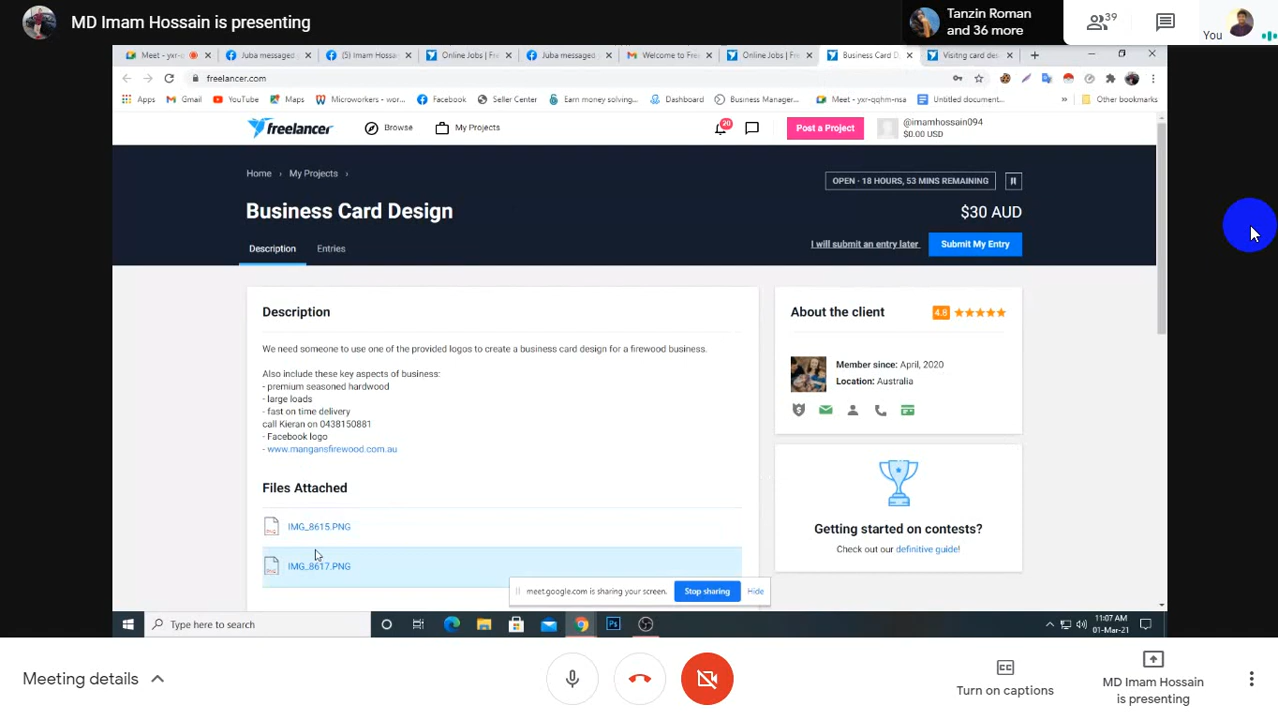 MD Imam Hossain is presenting
Tanzin Roman
and 36 more
39
You
Meet - yxr-q
Juba messaged
(5) Imam Hossa
Online Jobs | Fre
Juba messaged
Welcome to Fre
Online Jobs | Fre
Business Card D
Visitng card des
freelancer.com
Apps
Gmail
YouTube
Maps
Microworkers - wor...
Facebook
Seller Center
Earn money solving...
Dashboard
Business Manager...
Meet - yxr-qqhm-nsa
Untitled document...
»
Other bookmarks
freelancer
Browse
My Projects
20
Post a Project
@imamhossain094
$0.00 USD
Home › My Projects ›
OPEN - 18 HOURS, 53 MINS REMAINING
Business Card Design
$30 AUD
Description
Entries
I will submit an entry later
Submit My Entry
Description
We need someone to use one of the provided logos to create a business card design for a firewood business.
Also include these key aspects of business:
- premium seasoned hardwood
- large loads
- fast on time delivery
call Kieran on 0438150881
- Facebook logo
- www.mangansfirewood.com.au
Files Attached
IMG_8615.PNG
IMG_8617.PNG
About the client
4.8
Member since: April, 2020
Location: Australia
Getting started on contests?
Check out our definitive guide!
meet.google.com is sharing your screen.
Stop sharing
Hide
Type here to search
Ps
11:07 AM
01-Mar-21
Meeting details
CC
Turn on captions
MD Imam Hossain
is presenting